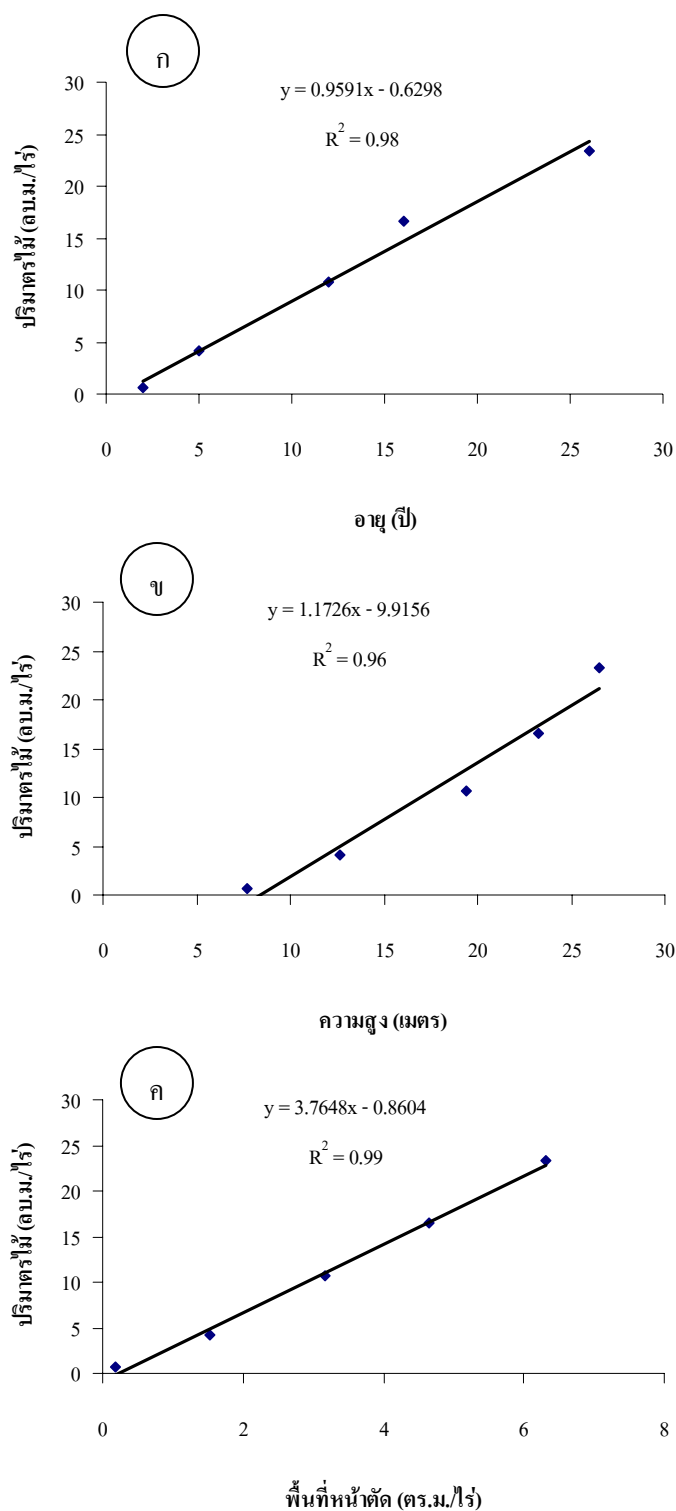 ก
y = 0.9591x - 0.6298
R² = 0.98
30
25
20
15
10
5
0
ปริมาตรไม้ (ลบ.ม./ไร่)
0 5 10 15 20 25 30
อายุ (ปี)
ข
y = 1.1726x - 9.9156
R² = 0.96
30
25
20
15
10
5
0
ปริมาตรไม้ (ลบ.ม./ไร่)
0 5 10 15 20 25 30
ความสูง (เมตร)
ค
y = 3.7648x - 0.8604
R² = 0.99
30
25
20
15
10
5
0
ปริมาตรไม้ (ลบ.ม./ไร่)
0 2 4 6 8
พื้นที่หน้าตัด (ตร.ม./ไร่)